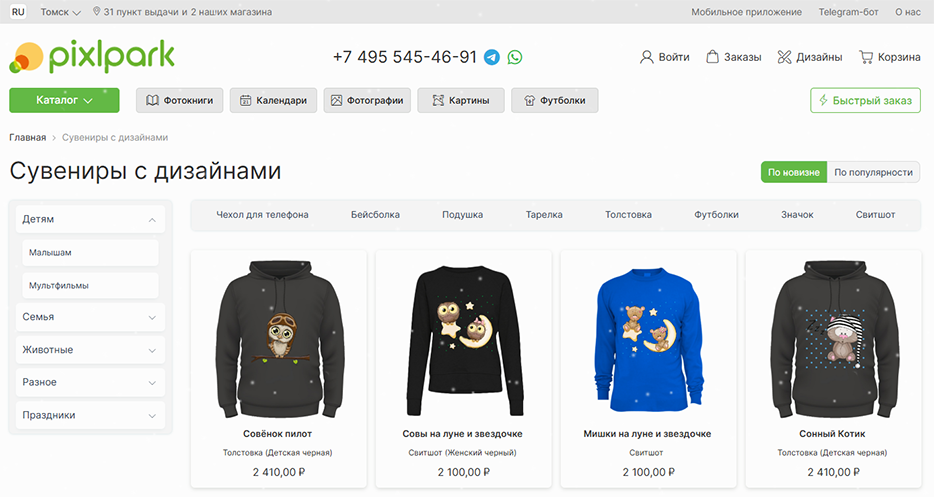 RU Томск 31 пункт выдачи и 2 наших магазина Мобильное приложение Telegram-бот О нас
pixlpark +7 495 545-46-91 Войти Заказы Дизайны Корзина
Каталог Фотокниги Календари Фотографии Картины Футболки Быстрый заказ
Главная > Сувениры с дизайнами
Сувениры с дизайнами По новизне По популярности
Детям Чехол для телефона Бейсболка Подушка Тарелка Толстовка Футболки Значок Свитшот
Малышам
Мультфильмы
Семья
Животные
Разное
Праздники
Совёнок пилот Совы на луне и звездочке Мишки на луне и звездочке Сонный Котик
Толстовка (Детская черная) Свитшот (Женский черный) Свитшот Толстовка (Детская черная)
2 410,00 ₽ 2 100,00 ₽ 2 100,00 ₽ 2 410,00 ₽